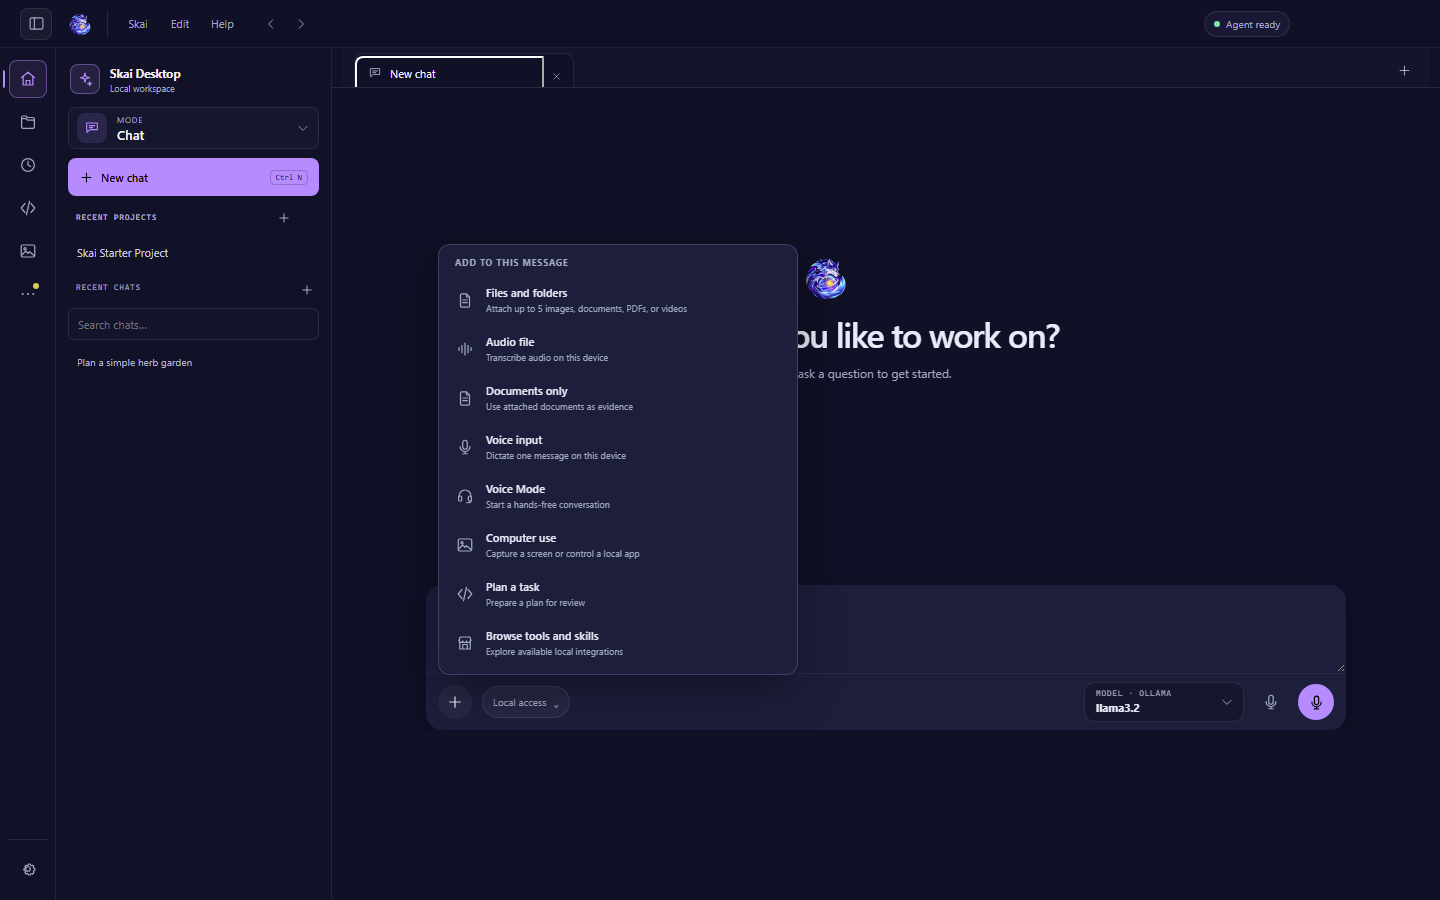 Skai Edit Help
Agent ready
Skai Desktop
Local workspace
MODE
Chat
New chat Ctrl N
RECENT PROJECTS
Skai Starter Project
RECENT CHATS
Search chats...
Plan a simple herb garden
New chat
ou like to work on?
ask a question to get started.
ADD TO THIS MESSAGE
Files and folders
Attach up to 5 images, documents, PDFs, or videos
Audio file
Transcribe audio on this device
Documents only
Use attached documents as evidence
Voice input
Dictate one message on this device
Voice Mode
Start a hands-free conversation
Computer use
Capture a screen or control a local app
Plan a task
Prepare a plan for review
Browse tools and skills
Explore available local integrations
Local access
MODEL · OLLAMA
llama3.2